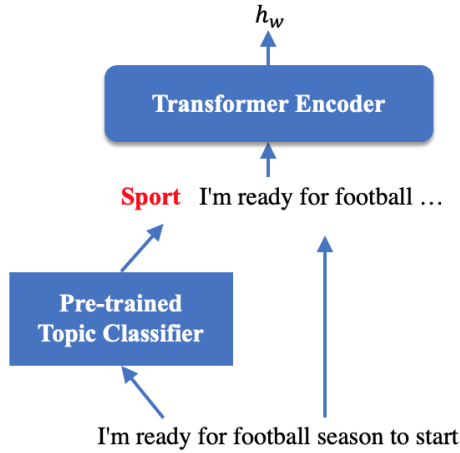 h_w
Transformer Encoder
Sport I'm ready for football …
Pre-trained
Topic Classifier
I'm ready for football season to start